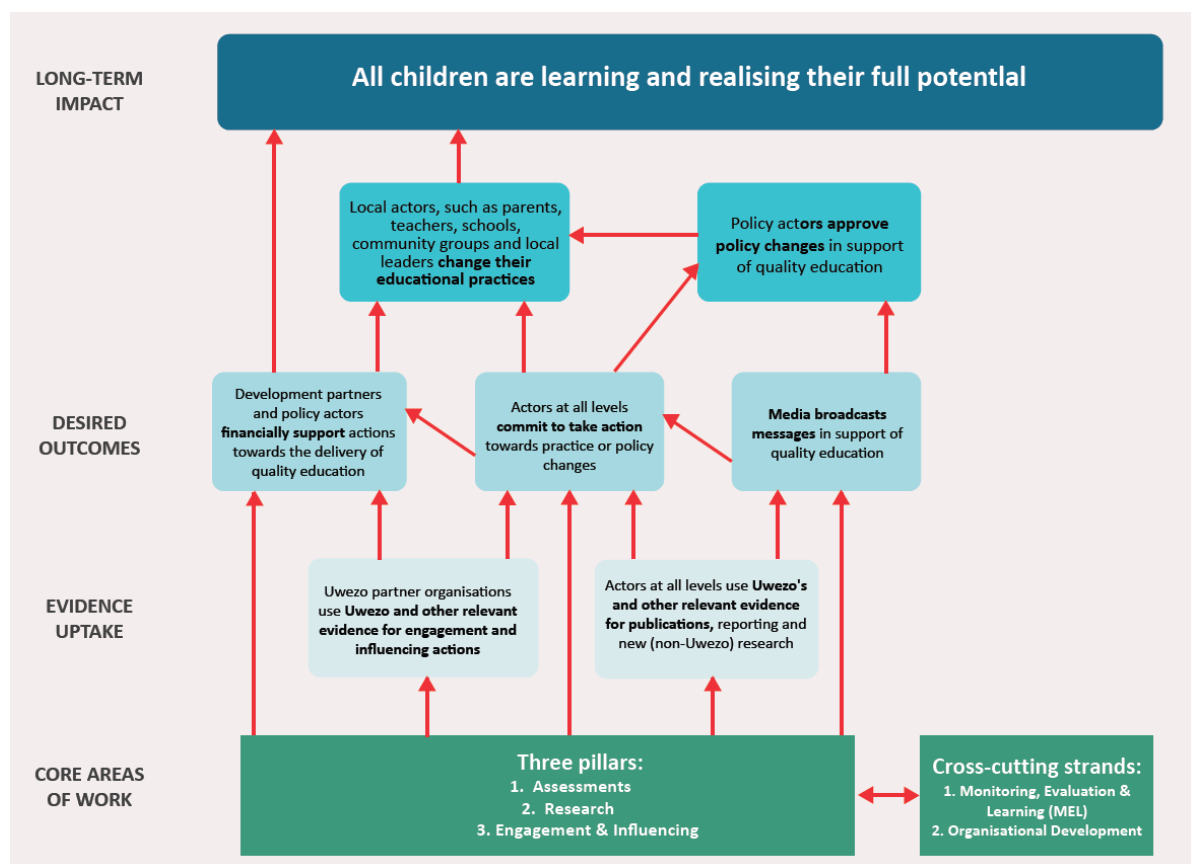 LONG-TERM
IMPACT
All children are learning and realising their full potentlal
Local actors, such as parents,
teachers, schools,
community groups and local
leaders change their
educational practices
Policy actors approve
policy changes in support
of quality education
DESIRED
OUTCOMES
Development partners
and policy actors
financially support actions
towards the delivery of
quality education
Actors at all levels
commit to take action
towards practice or policy
changes
Media broadcasts
messages in support of
quality education
EVIDENCE
UPTAKE
Uwezo partner organisations
use Uwezo and other relevant
evidence for engagement and
influencing actions
Actors at all levels use Uwezo's
and other relevant evidence
for publications, reporting and
new (non-Uwezo) research
CORE AREAS
OF WORK
Three pillars:
1. Assessments
2. Research
3. Engagement & Influencing
Cross-cutting strands:
1. Monitoring, Evaluation &
Learning (MEL)
2. Organisational Development